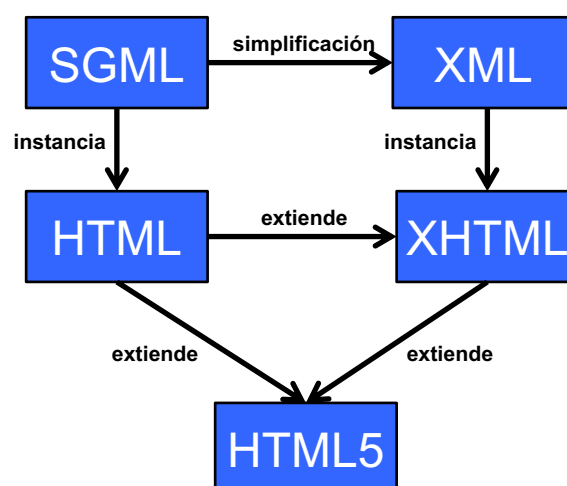 simplificación
SGML
XML
instancia
instancia
extiende
HTML
XHTML
extiende
extiende
HTML5